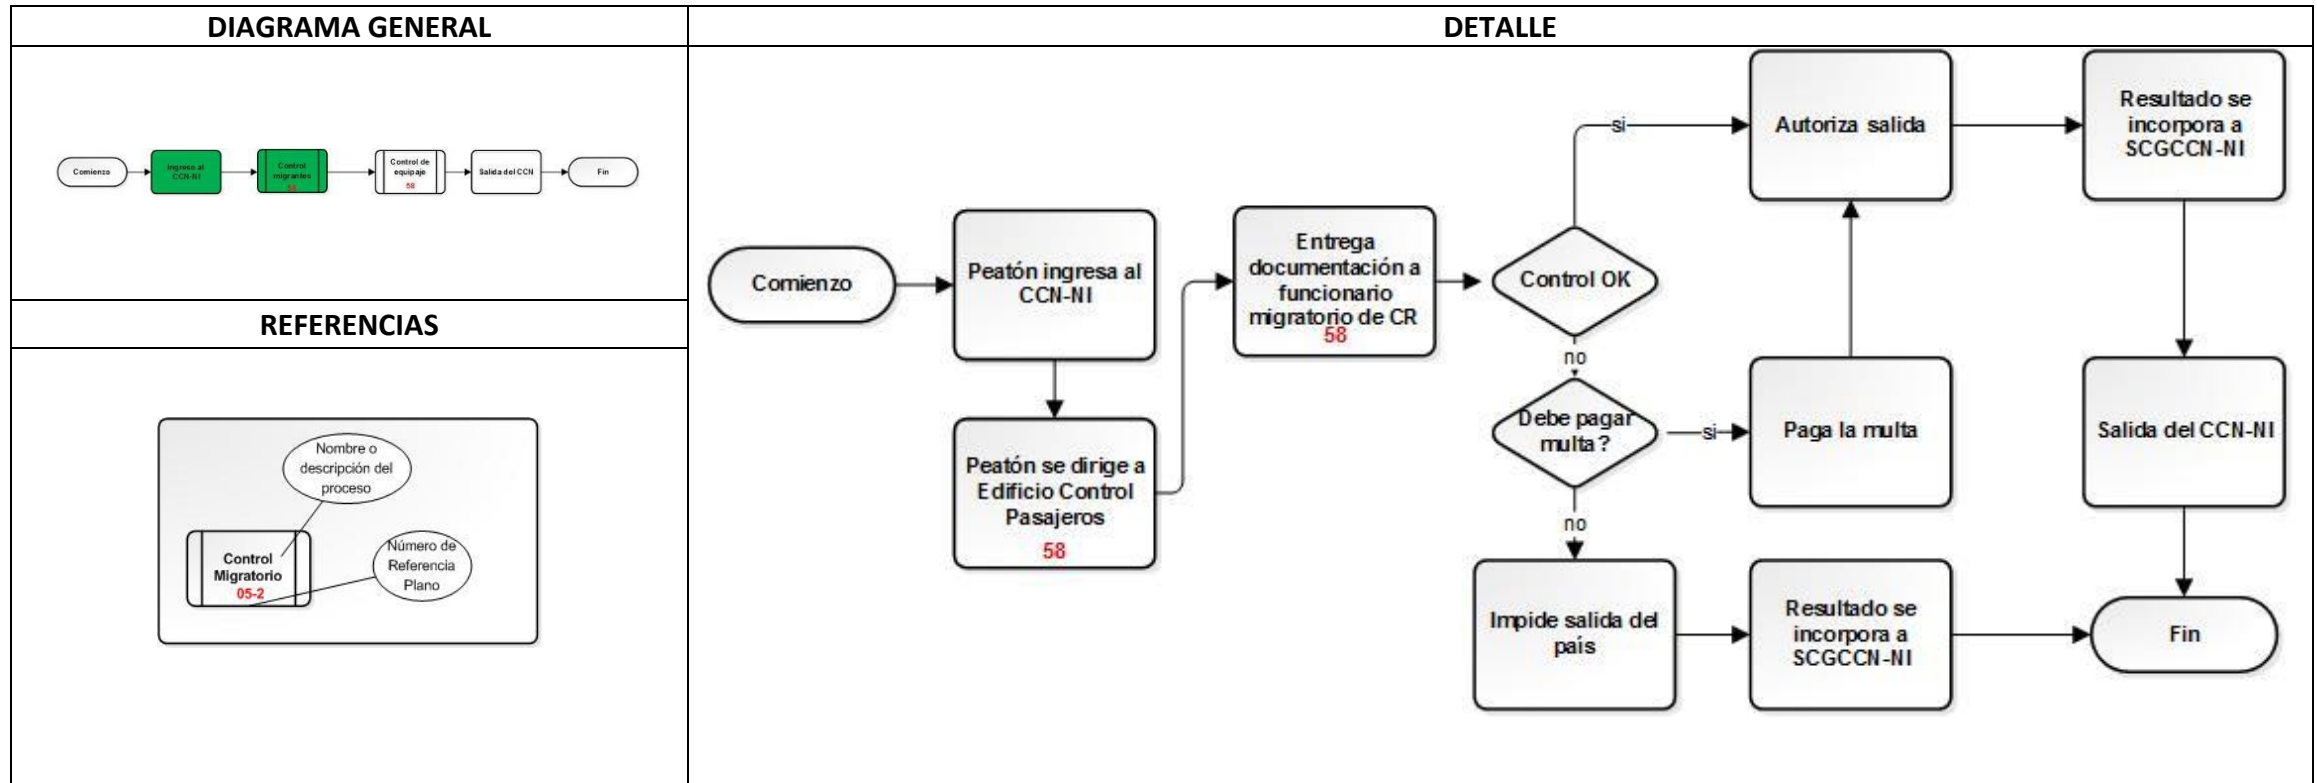 DIAGRAMA GENERAL
Comienzo
Ingreso al
CCN-NI
Control
migrantes
58
Control de
equipaje
58
Salida del CCN
Fin
REFERENCIAS
Nombre o
descripción del
proceso
Control
Migratorio
05-2
Número de
Referencia
Plano
DETALLE
Comienzo
Peatón ingresa al
CCN-NI
Peatón se dirige a
Edificio Control
Pasajeros
58
Entrega
documentación a
funcionario
migratorio de CR
58
Control OK
si
no
Debe pagar
multa?
si
no
Autoriza salida
Paga la multa
Impide salida del
país
Resultado se
incorpora a
SCGCCN-NI
Resultado se
incorpora a
SCGCCN-NI
Salida del CCN-NI
Fin